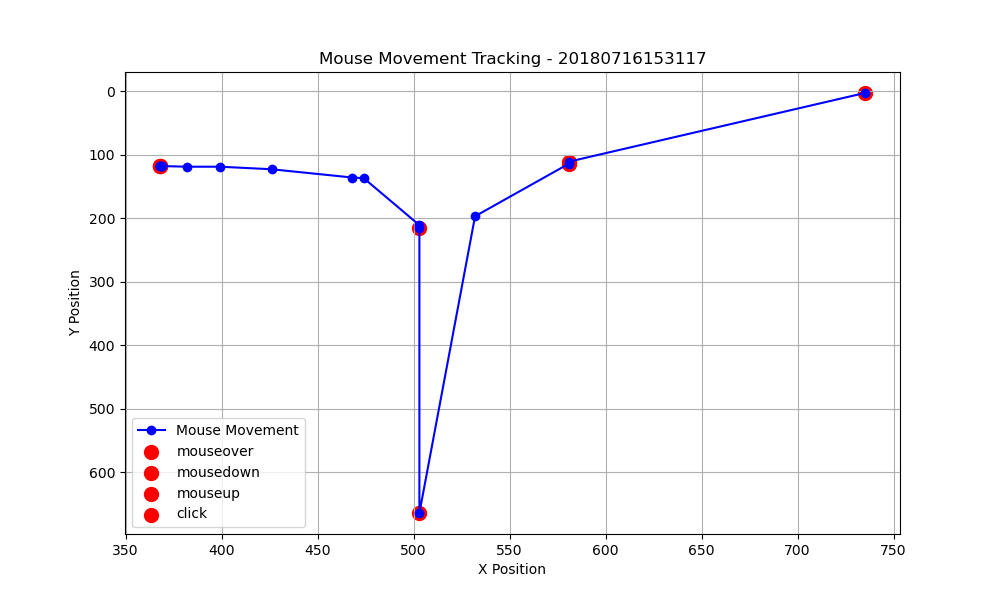 Mouse Movement Tracking - 20180716153117
0
100
200
300
400
500
600
Y Position
Mouse Movement
mouseover
mousedown
mouseup
click
350 400 450 500 550 600 650 700 750
X Position